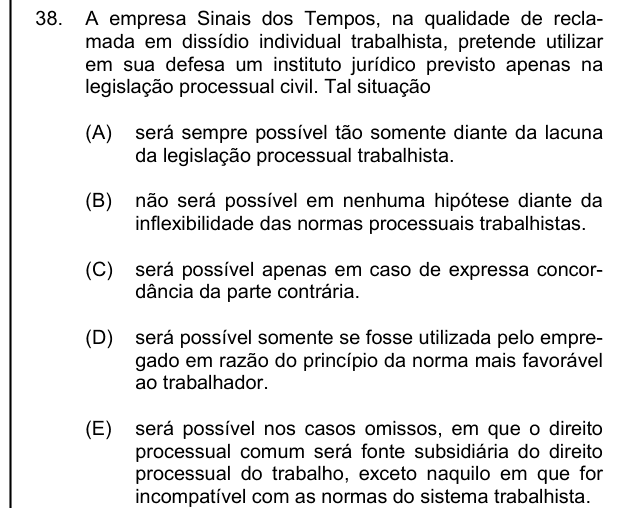 38. A empresa Sinais dos Tempos, na qualidade de recla-
mada em dissídio individual trabalhista, pretende utilizar
em sua defesa um instituto jurídico previsto apenas na
legislação processual civil. Tal situação
(A) será sempre possível tão somente diante da lacuna
da legislação processual trabalhista.
(B) não será possível em nenhuma hipótese diante da
inflexibilidade das normas processuais trabalhistas.
(C) será possível apenas em caso de expressa concor-
dância da parte contrária.
(D) será possível somente se fosse utilizada pelo empre-
gado em razão do princípio da norma mais favorável
ao trabalhador.
(E) será possível nos casos omissos, em que o direito
processual comum será fonte subsidiária do direito
processual do trabalho, exceto naquilo em que for
incompatível com as normas do sistema trabalhista.